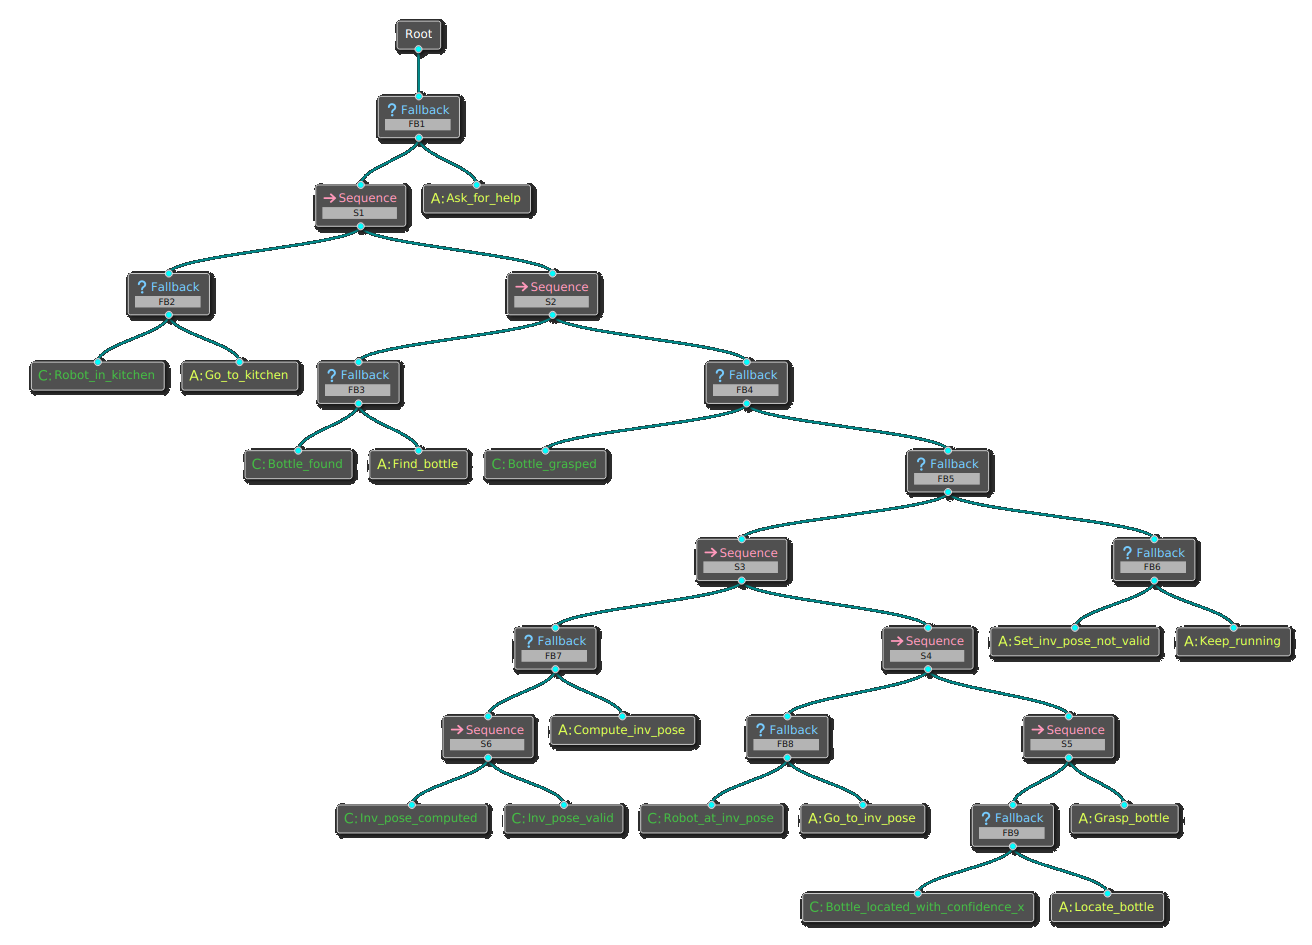 Root
? Fallback
FB1
→ Sequence
S1
A: Ask_for_help
? Fallback
FB2
→ Sequence
S2
C: Robot_in_kitchen
A: Go_to_kitchen
? Fallback
FB3
? Fallback
FB4
C: Bottle_found
A: Find_bottle
C: Bottle_grasped
? Fallback
FB5
→ Sequence
S3
? Fallback
FB6
? Fallback
FB7
→ Sequence
S4
A: Set_inv_pose_not_valid
A: Keep_running
→ Sequence
S6
A: Compute_inv_pose
? Fallback
FB8
→ Sequence
S5
C: Inv_pose_computed
C: Inv_pose_valid
C: Robot_at_inv_pose
A: Go_to_inv_pose
? Fallback
FB9
A: Grasp_bottle
C: Bottle_located_with_confidence_x
A: Locate_bottle